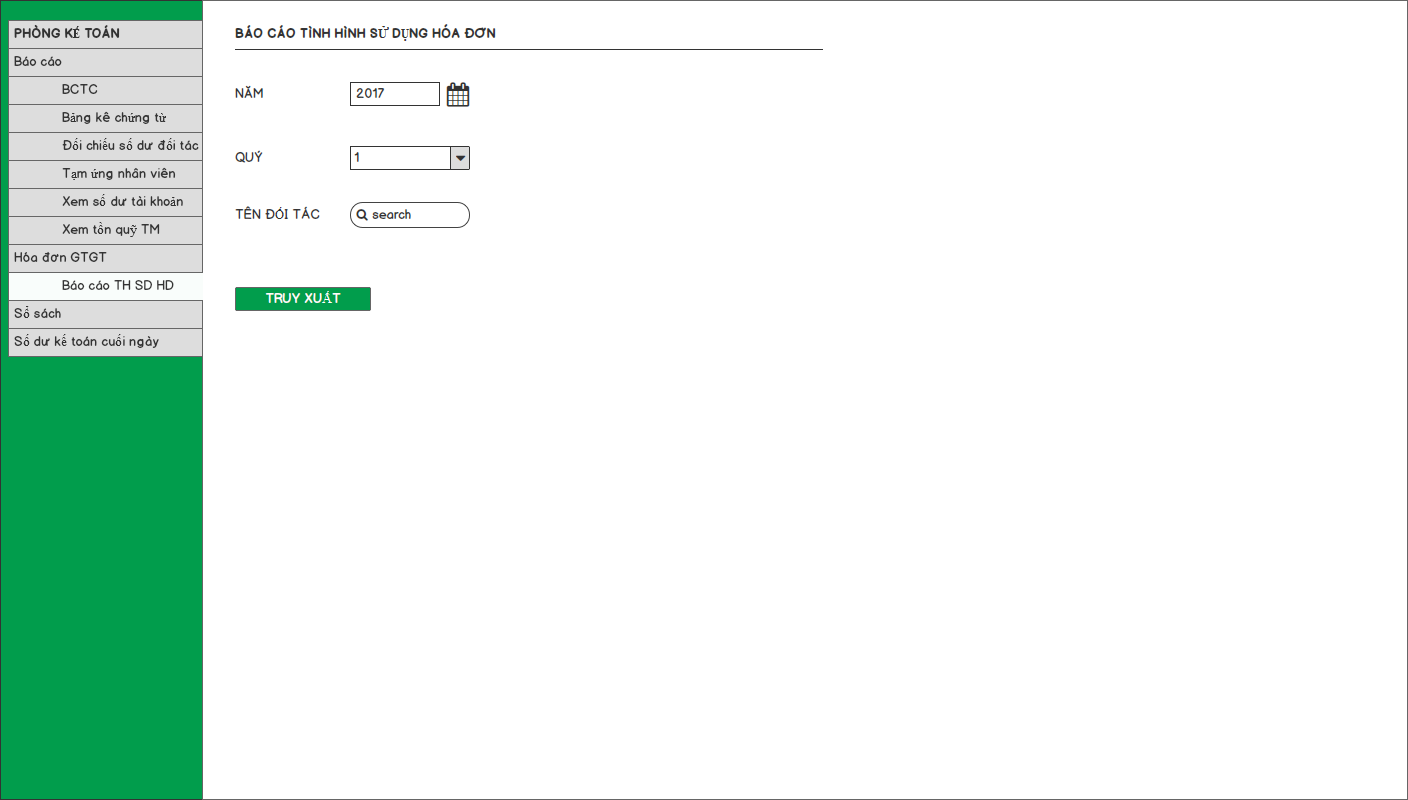 PHÒNG KẾ TOÁN
Báo cáo
BCTC
Bảng kê chứng từ
Đối chiếu số dư đối tác
Tạm ứng nhân viên
Xem số dư tài khoản
Xem tồn quỹ TM
Hóa đơn GTGT
Báo cáo TH SD HD
Sổ sách
Số dư kế toán cuối ngày
BÁO CÁO TÌNH HÌNH SỬ DỤNG HÓA ĐƠN
NĂM 2017
QUÝ 1
TÊN ĐỐI TÁC search
TRUY XUẤT